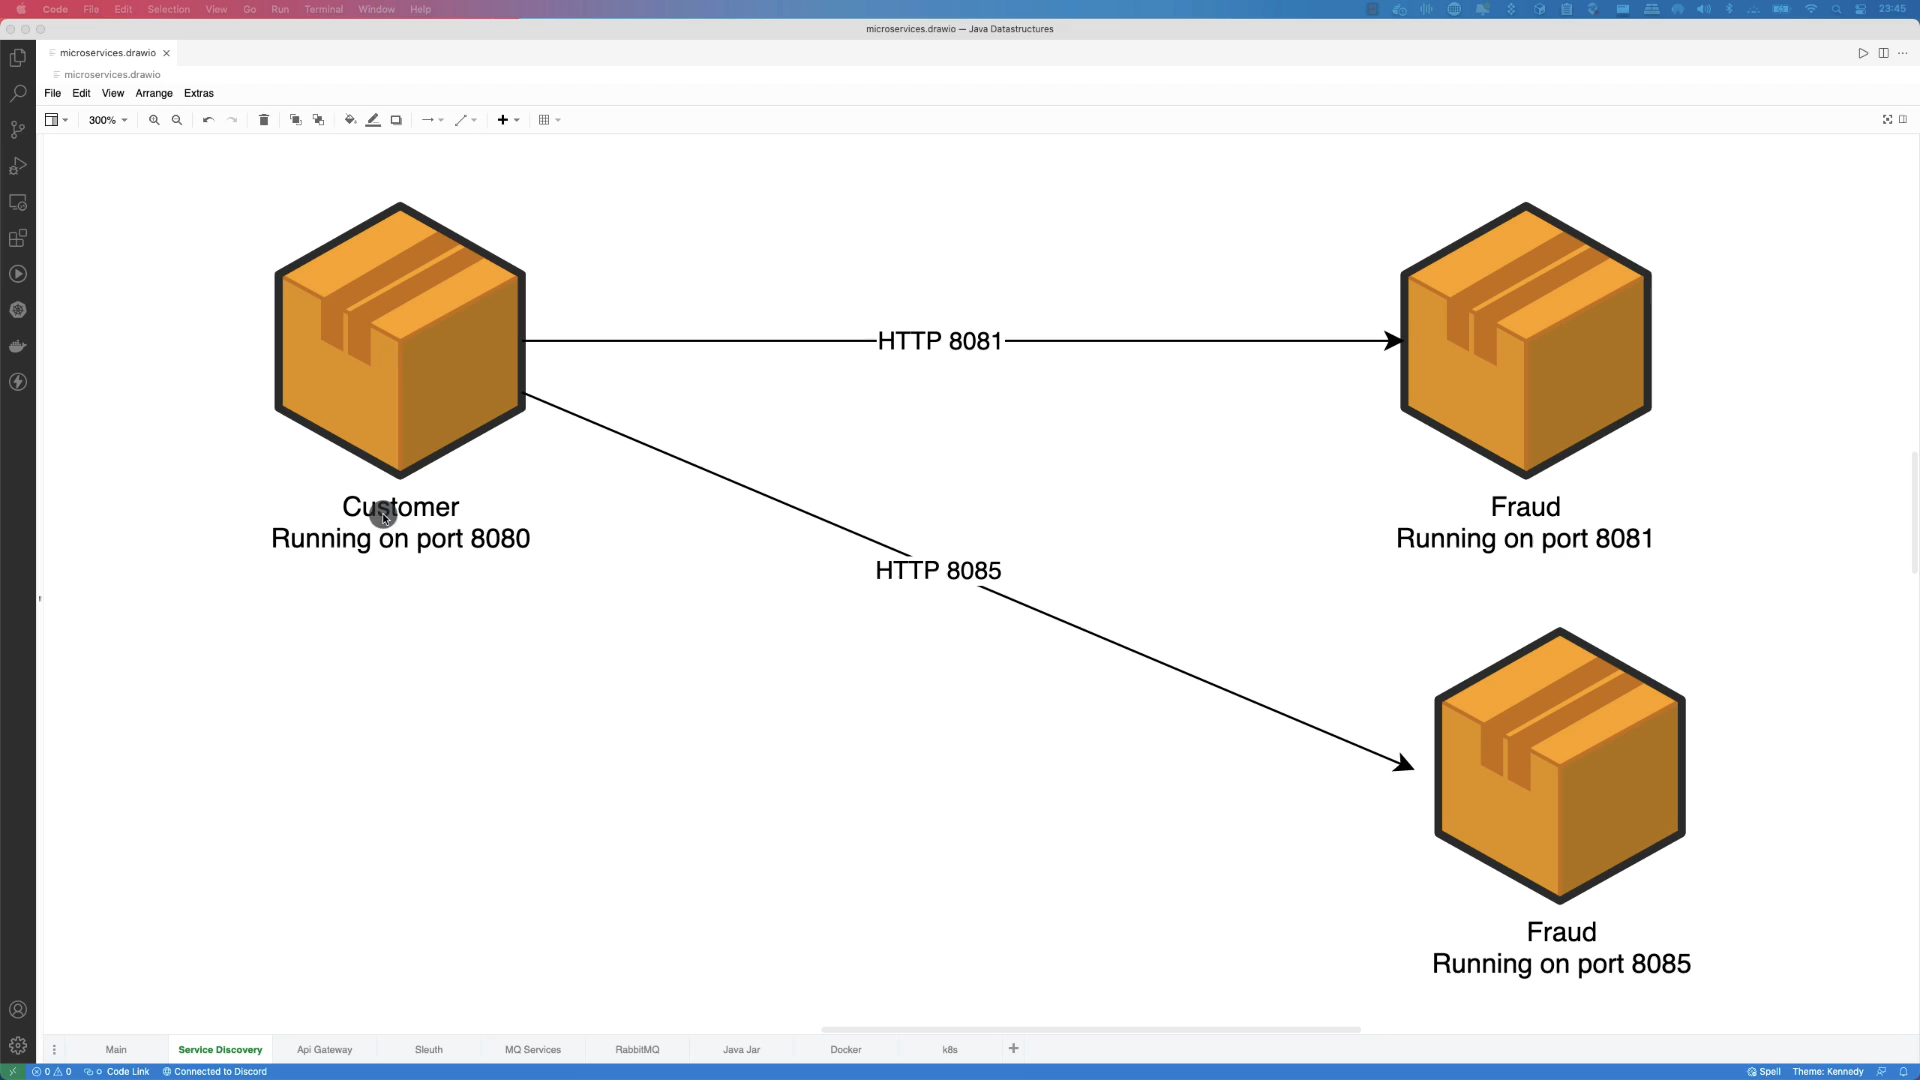 Code File Edit Selection View Go Run Terminal Window Help 23:45
microservices.drawio — Java Datastructures
microservices.drawio
microservices.drawio
File Edit View Arrange Extras
300%
HTTP 8081
Customer
Running on port 8080
Fraud
Running on port 8081
HTTP 8085
Fraud
Running on port 8085
Main Service Discovery Api Gateway Sleuth MQ Services RabbitMQ Java Jar Docker k8s
0 0 Code Link Connected to Discord Spell Theme: Kennedy